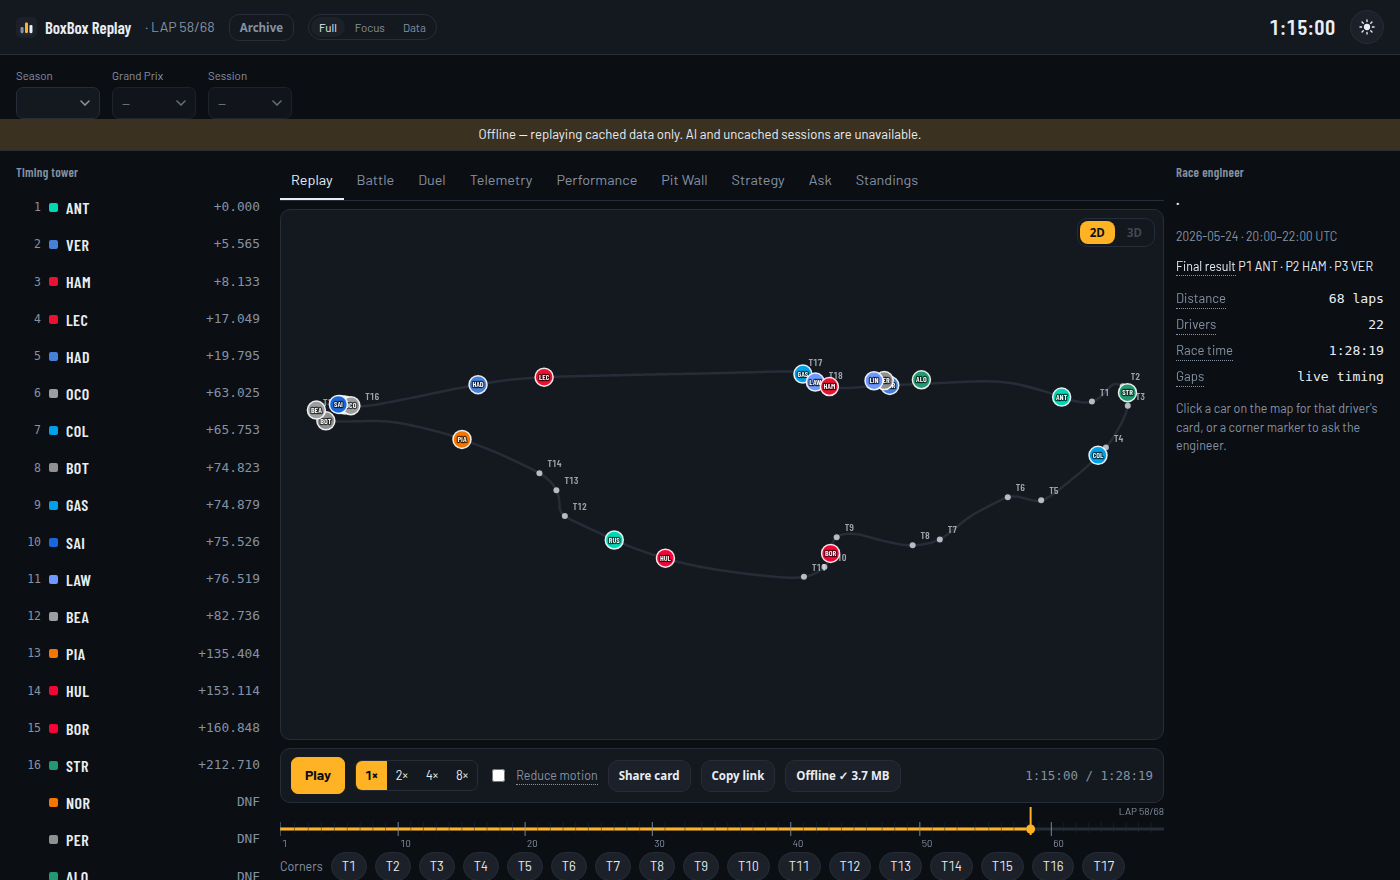 BoxBox Replay · LAP 58/68 Archive Full Focus Data 1:15:00
Season Grand Prix Session
– –
Offline — replaying cached data only. AI and uncached sessions are unavailable.
Timing tower
1 ANT +0.000
2 VER +5.565
3 HAM +8.133
4 LEC +17.049
5 HAD +19.795
6 OCO +63.025
7 COL +65.753
8 BOT +74.823
9 GAS +74.879
10 SAI +75.526
11 LAW +76.519
12 BEA +82.736
13 PIA +135.404
14 HUL +153.114
15 BOR +160.848
16 STR +212.710
NOR DNF
PER DNF
ALO DNF
Replay Battle Duel Telemetry Performance Pit Wall Strategy Ask Standings
2D 3D
T17
GAS LAW HAM T18
LIN ALO
HAD LEC
T2
STR T3
T1
ANT
T16
BEA SAI
BOT
PIA
T4
COL
T14
T13
T12
T6
T5
T9
T8
T7
RUS
HUL
BOR
Play 1× 2× 4× 8× Reduce motion Share card Copy link Offline ✓ 3.7 MB 1:15:00 / 1:28:19
LAP 58/68
1 10 20 30 40 50 60
Corners T1 T2 T3 T4 T5 T6 T7 T8 T9 T10 T11 T12 T13 T14 T15 T16 T17
Race engineer
·
2026-05-24 · 20:00–22:00 UTC
Final result P1 ANT · P2 HAM · P3 VER
Distance 68 laps
Drivers 22
Race time 1:28:19
Gaps live timing
Click a car on the map for that driver's
card, or a corner marker to ask the
engineer.